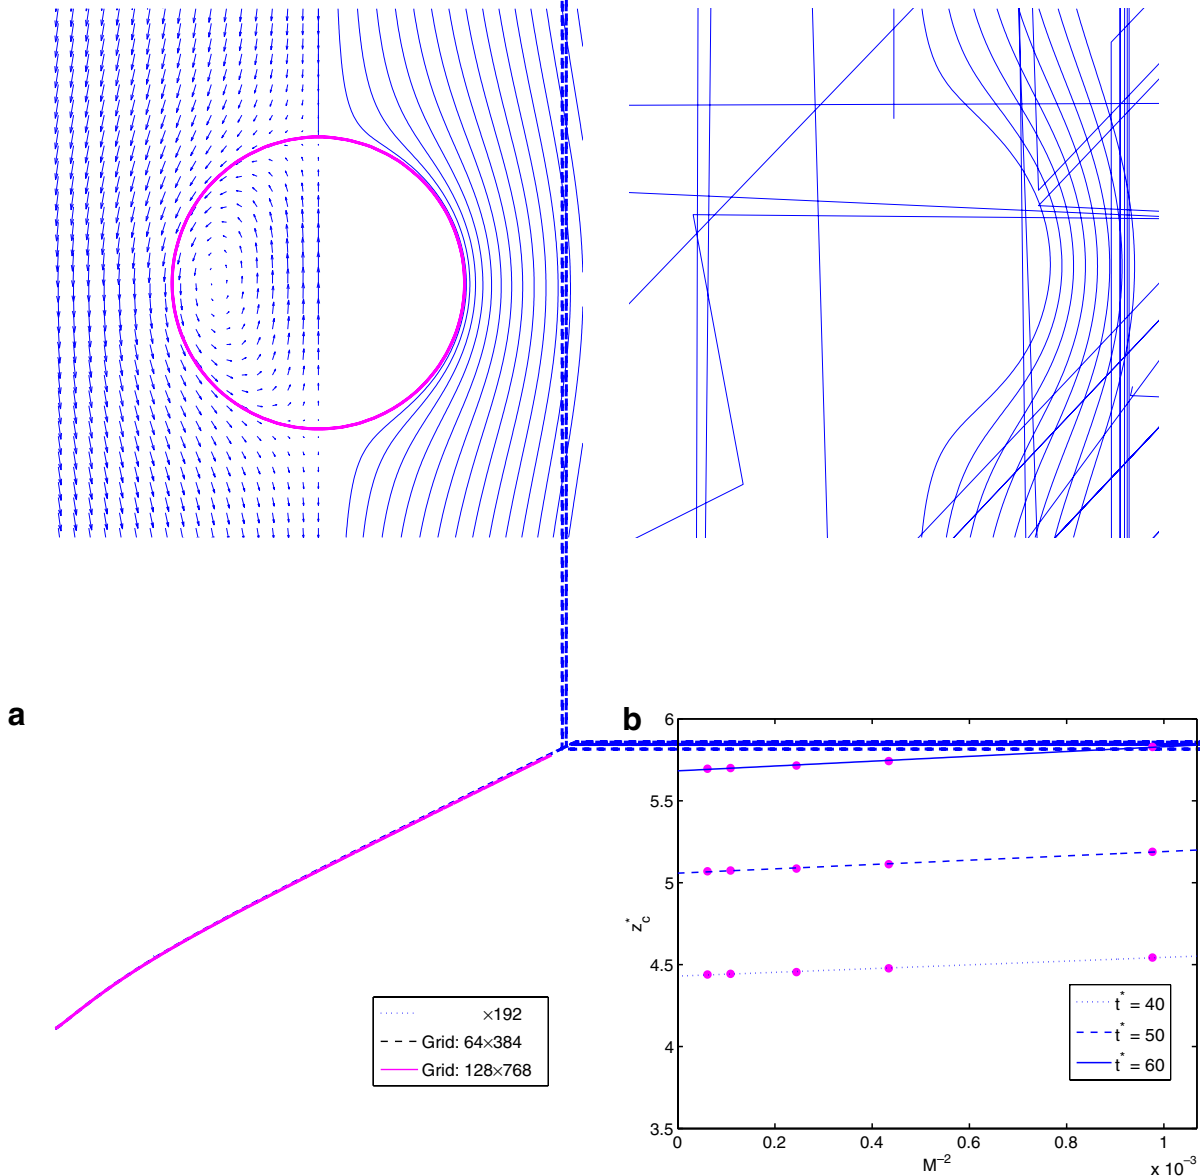 a
×192
Grid: 64×384
Grid: 128×768
b
6
5.5
5
4.5
4
3.5
z*c
t* = 40
t* = 50
t* = 60
0 0.2 0.4 0.6 0.8 1
M⁻²
x 10⁻³